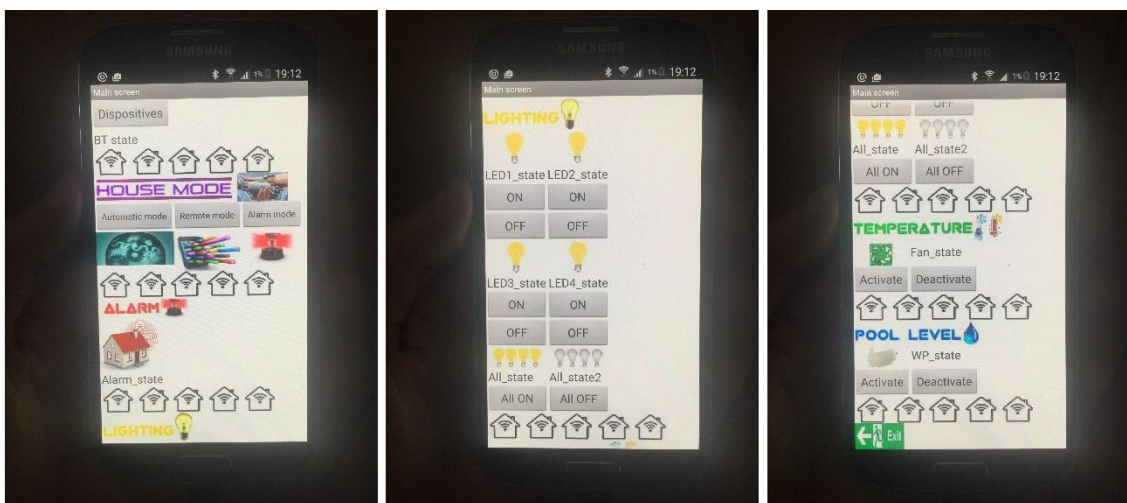 SAMSUNG
1% 19:12
Main screen
Dispositives
BT state
HOUSE MODE
Automatic mode Remote mode Alarm mode
ALARM
Alarm_state
LIGHTING
SAMSUNG
1% 19:12
Main screen
LIGHTING
LED1_state LED2_state
ON ON
OFF OFF
LED3_state LED4_state
ON ON
OFF OFF
All_state All_state2
All ON All OFF
SAMSUNG
1% 19:12
Main screen
OFF OFF
All_state All_state2
All ON All OFF
TEMPERATURE
Fan_state
Activate Deactivate
POOL LEVEL
WP_state
Activate Deactivate
Exit